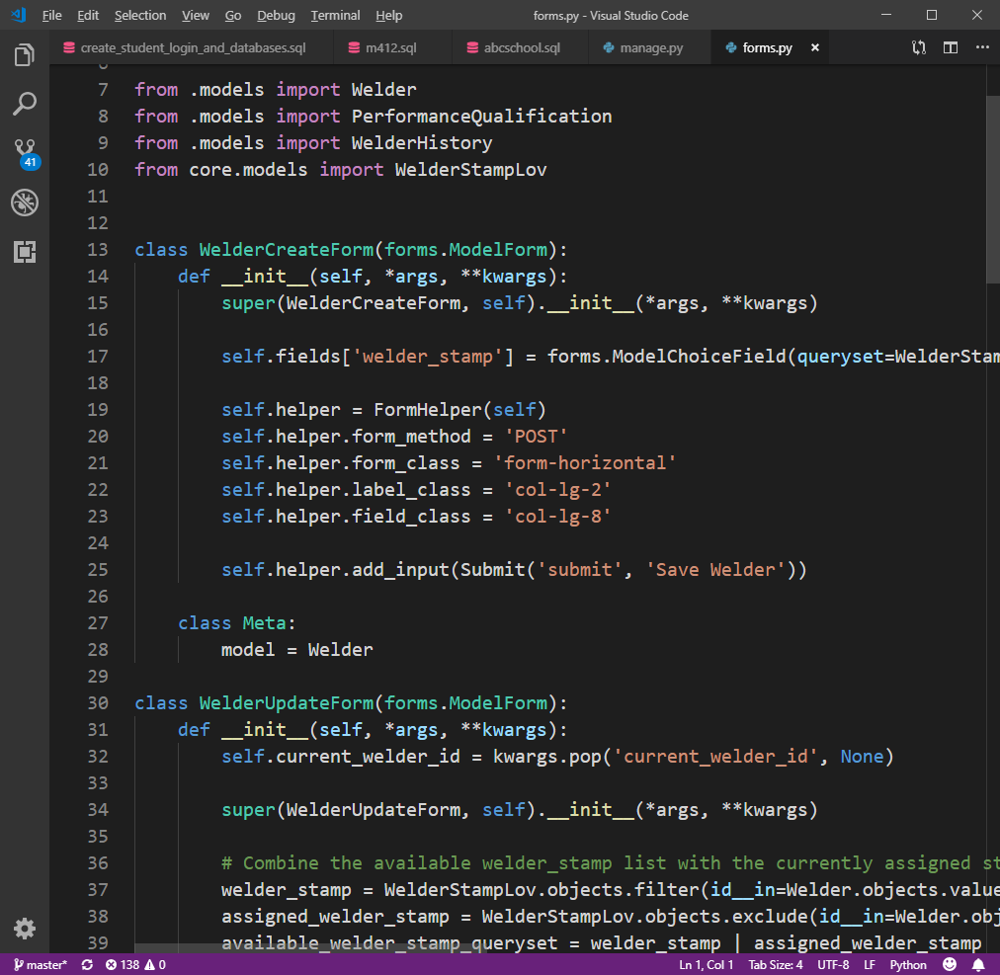 File Edit Selection View Go Debug Terminal Help forms.py - Visual Studio Code
create_student_login_and_databases.sql m412.sql abcschool.sql manage.py forms.py
41
6
7 from .models import Welder
8 from .models import PerformanceQualification
9 from .models import WelderHistory
10 from core.models import WelderStampLov
11
12
13 class WelderCreateForm(forms.ModelForm):
14 def __init__(self, *args, **kwargs):
15 super(WelderCreateForm, self).__init__(*args, **kwargs)
16
17 self.fields['welder_stamp'] = forms.ModelChoiceField(queryset=WelderStam
18
19 self.helper = FormHelper(self)
20 self.helper.form_method = 'POST'
21 self.helper.form_class = 'form-horizontal'
22 self.helper.label_class = 'col-lg-2'
23 self.helper.field_class = 'col-lg-8'
24
25 self.helper.add_input(Submit('submit', 'Save Welder'))
26
27 class Meta:
28 model = Welder
29
30 class WelderUpdateForm(forms.ModelForm):
31 def __init__(self, *args, **kwargs):
32 self.current_welder_id = kwargs.pop('current_welder_id', None)
33
34 super(WelderUpdateForm, self).__init__(*args, **kwargs)
35
36 # Combine the available welder_stamp list with the currently assigned st
37 welder_stamp = WelderStampLov.objects.filter(id__in=Welder.objects.value
38 assigned_welder_stamp = WelderStampLov.objects.exclude(id__in=Welder.obj
39 available_welder_stamp_queryset = welder_stamp | assigned_welder_stamp
master* 138 0 Ln 1, Col 1 Tab Size: 4 UTF-8 LF Python